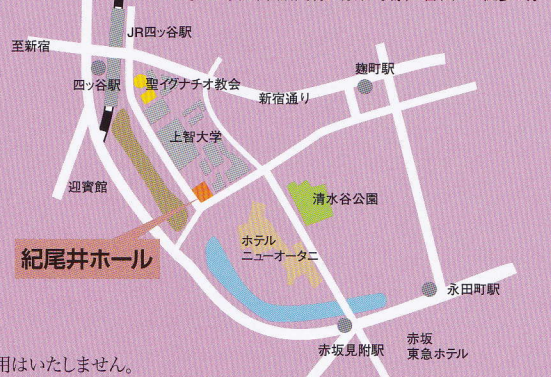 JR四ッ谷駅
至新宿
四ッ谷駅
聖イグナチオ教会
麹町駅
新宿通り
上智大学
迎賓館
清水谷公園
ホテル
ニューオータニ
紀尾井ホール
永田町駅
赤坂見附駅
赤坂
東急ホテル
用はいたしません。